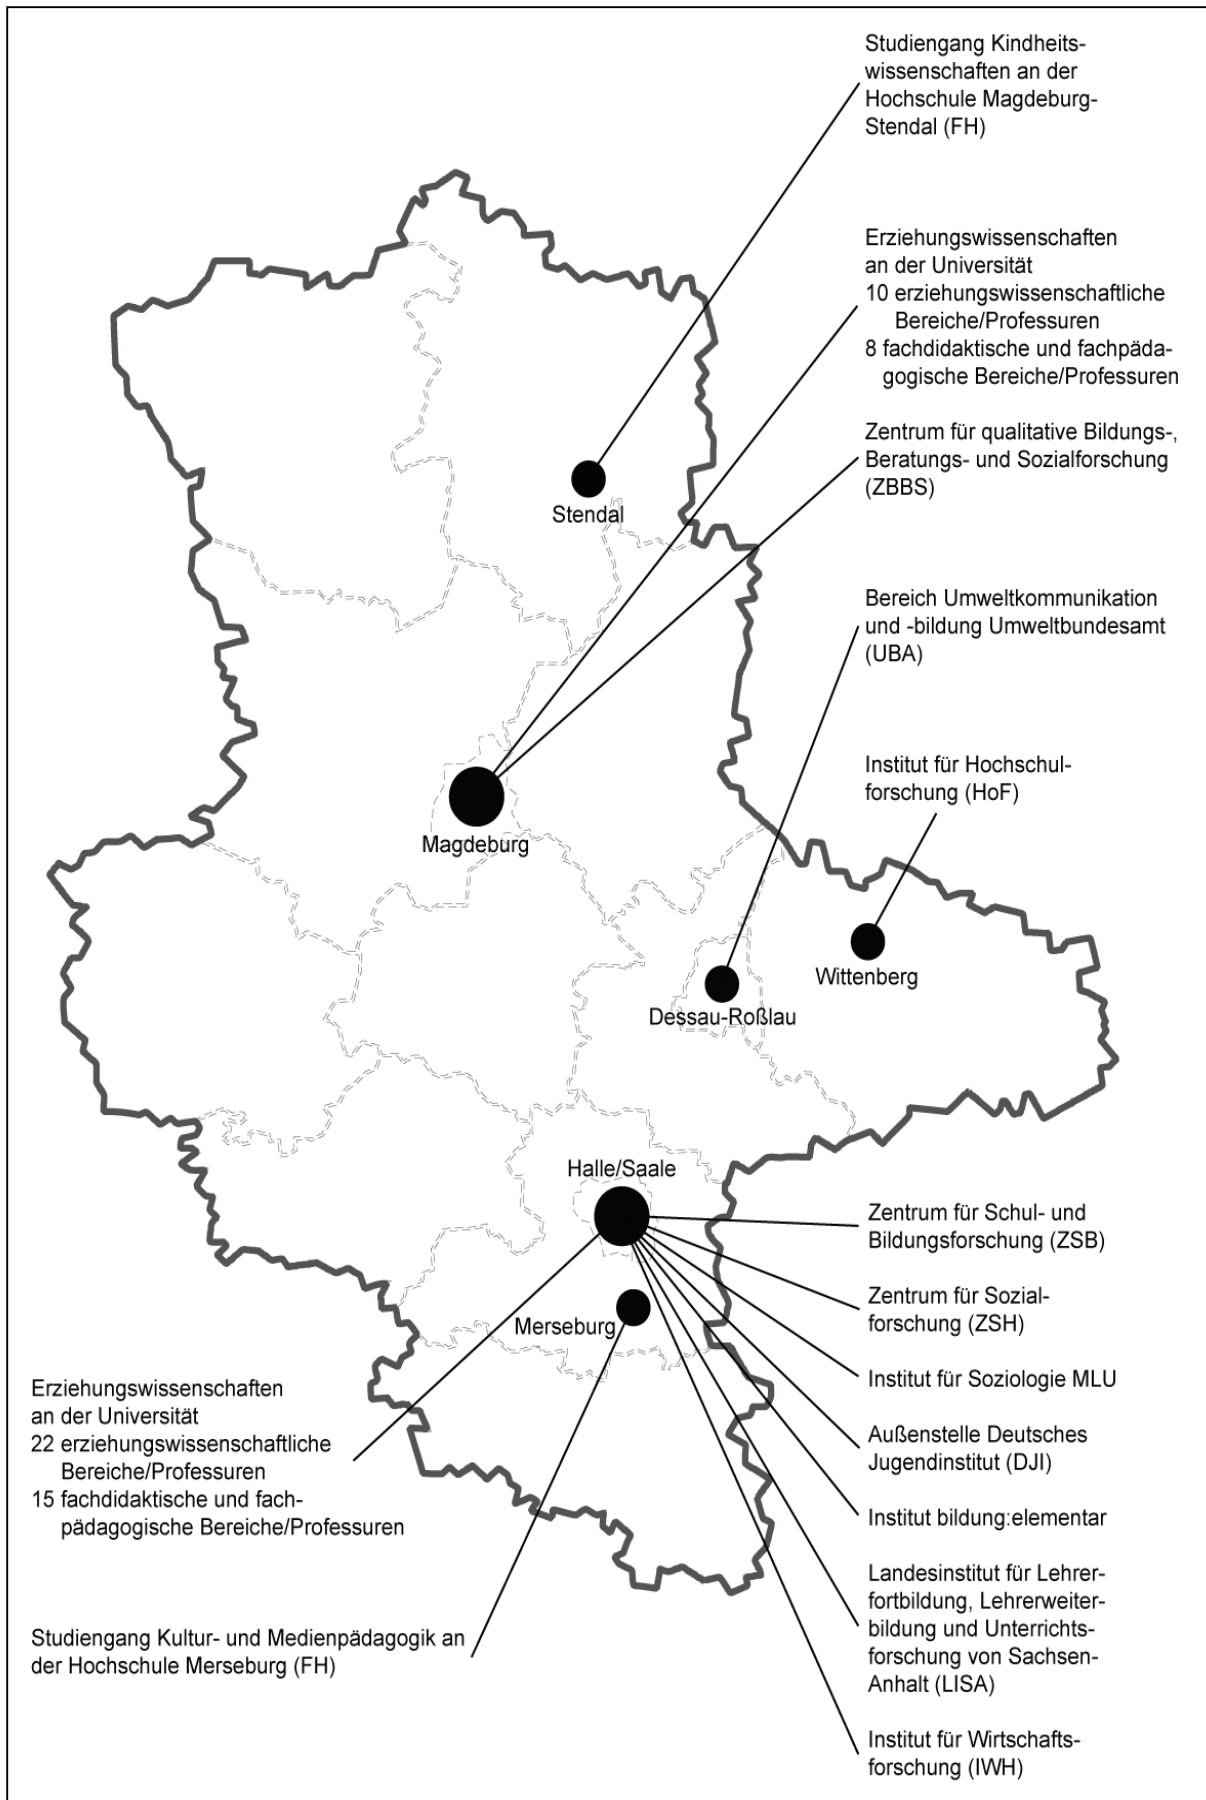 Studiengang Kindheits-
wissenschaften an der
Hochschule Magdeburg-
Stendal (FH)
Erziehungswissenschaften
an der Universität
10 erziehungswissenschaftliche
Bereiche/Professuren
8 fachdidaktische und fachpäda-
gogische Bereiche/Professuren
Zentrum für qualitative Bildungs-,
Beratungs- und Sozialforschung
(ZBBS)
Stendal
Bereich Umweltkommunikation
und -bildung Umweltbundesamt
(UBA)
Institut für Hochschul-
forschung (HoF)
Magdeburg
Wittenberg
Dessau-Roßlau
Halle/Saale
Merseburg
Zentrum für Schul- und
Bildungsforschung (ZSB)
Zentrum für Sozial-
forschung (ZSH)
Institut für Soziologie MLU
Außenstelle Deutsches
Jugendinstitut (DJI)
Institut bildung:elementar
Landesinstitut für Lehrer-
fortbildung, Lehrerweiter-
bildung und Unterrichts-
forschung von Sachsen-
Anhalt (LISA)
Institut für Wirtschafts-
forschung (IWH)
Erziehungswissenschaften
an der Universität
22 erziehungswissenschaftliche
Bereiche/Professuren
15 fachdidaktische und fach-
pädagogische Bereiche/Professuren
Studiengang Kultur- und Medienpädagogik an
der Hochschule Merseburg (FH)